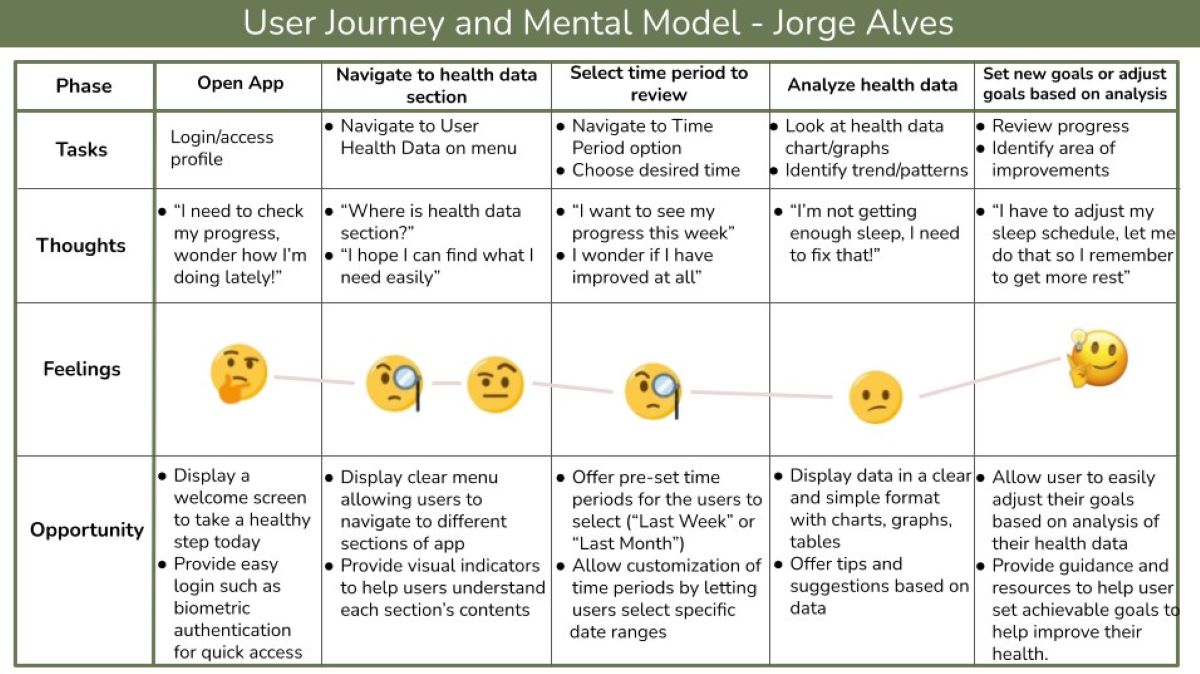 User Journey and Mental Model - Jorge Alves
Phase
Open App
Navigate to health data
section
Select time period to
review
Analyze health data
Set new goals or adjust
goals based on analysis
Tasks
Login/access
profile
● Navigate to User
Health Data on menu
● Navigate to Time
Period option
● Choose desired time
● Look at health data
chart/graphs
● Identify trend/patterns
● Review progress
● Identify area of
improvements
Thoughts
● “I need to check
my progress,
wonder how I’m
doing lately!”
● “Where is health data
section?”
● “I hope I can find what I
need easily”
● “I want to see my
progress this week”
● I wonder if I have
improved at all”
● “I’m not getting
enough sleep, I need
to fix that!”
● “I have to adjust my
sleep schedule, let me
do that so I remember
to get more rest”
Feelings
Opportunity
● Display a
welcome screen
to take a healthy
step today
● Provide easy
login such as
biometric
authentication
for quick access
● Display clear menu
allowing users to
navigate to different
sections of app
● Provide visual indicators
to help users understand
each section’s contents
● Offer pre-set time
periods for the users to
select (“Last Week” or
“Last Month”)
● Allow customization of
time periods by letting
users select specific
date ranges
● Display data in a clear
and simple format
with charts, graphs,
tables
● Offer tips and
suggestions based on
data
● Allow user to easily
adjust their goals
based on analysis of
their health data
● Provide guidance and
resources to help user
set achievable goals to
help improve their
health.